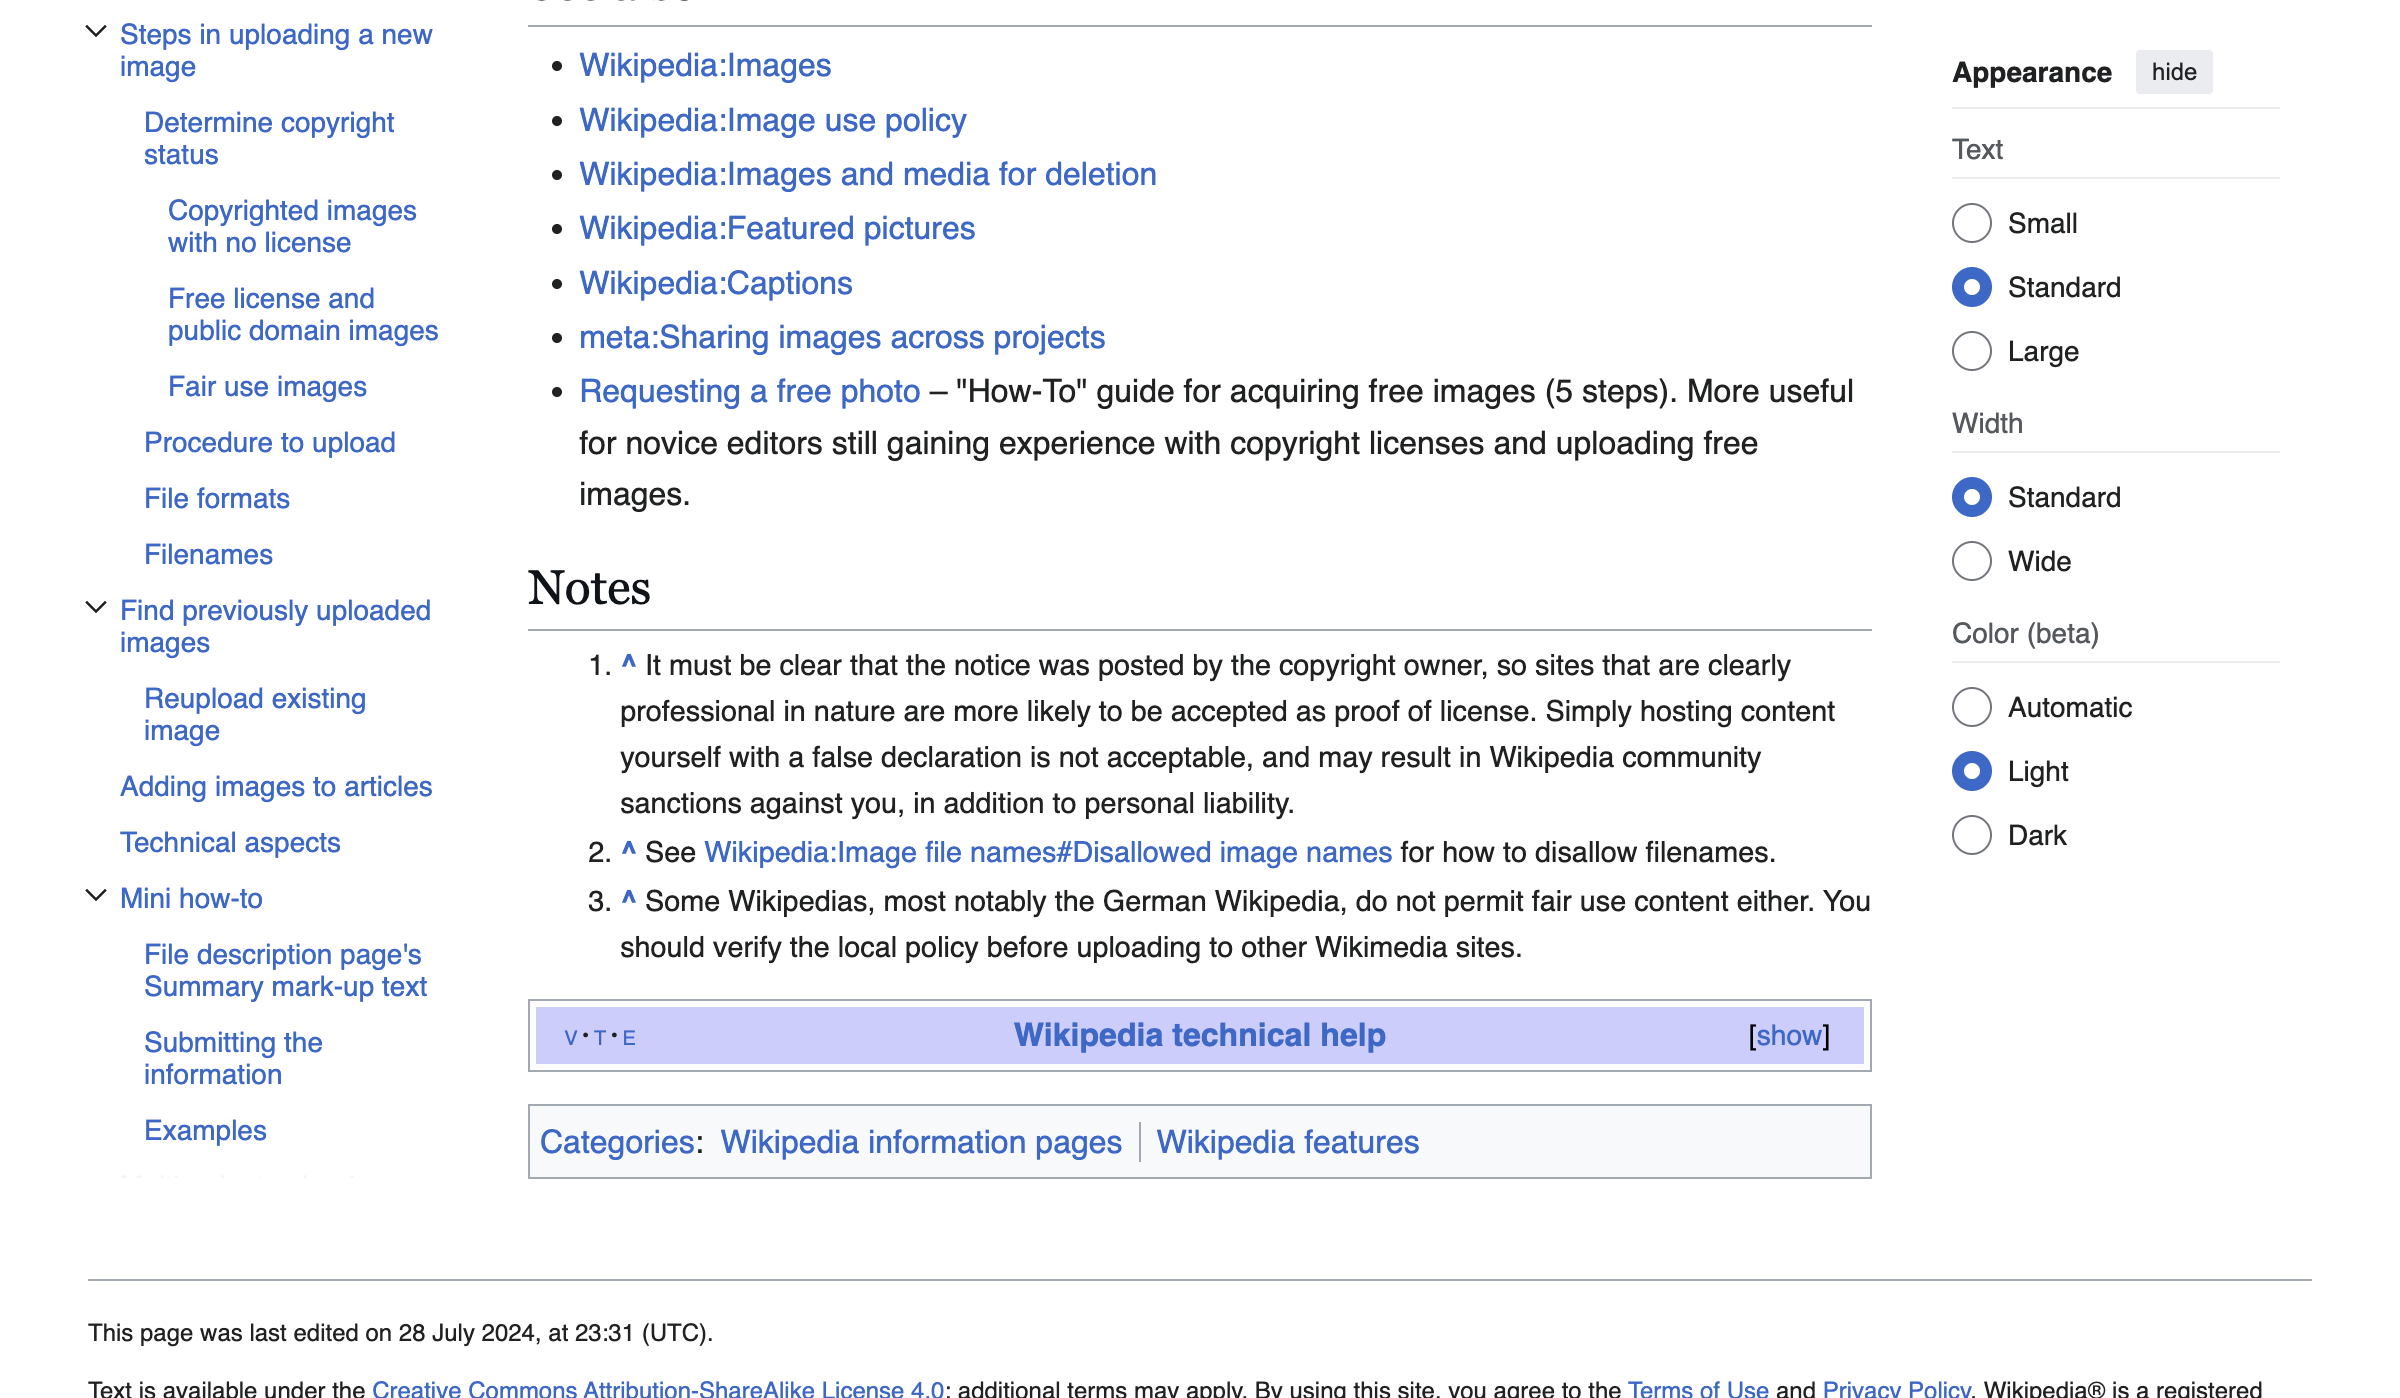 Steps in uploading a new
image
Determine copyright
status
Copyrighted images
with no license
Free license and
public domain images
Fair use images
Procedure to upload
File formats
Filenames
Find previously uploaded
images
Reupload existing
image
Adding images to articles
Technical aspects
Mini how-to
File description page's
Summary mark-up text
Submitting the
information
Examples
Wikipedia:Images
Wikipedia:Image use policy
Wikipedia:Images and media for deletion
Wikipedia:Featured pictures
Wikipedia:Captions
meta:Sharing images across projects
Requesting a free photo – "How-To" guide for acquiring free images (5 steps). More useful
for novice editors still gaining experience with copyright licenses and uploading free
images.
Notes
1. ^ It must be clear that the notice was posted by the copyright owner, so sites that are clearly
professional in nature are more likely to be accepted as proof of license. Simply hosting content
yourself with a false declaration is not acceptable, and may result in Wikipedia community
sanctions against you, in addition to personal liability.
2. ^ See Wikipedia:Image file names#Disallowed image names for how to disallow filenames.
3. ^ Some Wikipedias, most notably the German Wikipedia, do not permit fair use content either. You
should verify the local policy before uploading to other Wikimedia sites.
V · T · E Wikipedia technical help [show]
Categories: Wikipedia information pages | Wikipedia features
Appearance hide
Text
Small
Standard
Large
Width
Standard
Wide
Color (beta)
Automatic
Light
Dark
This page was last edited on 28 July 2024, at 23:31 (UTC).
Text is available under the Creative Commons Attribution-ShareAlike License 4.0; additional terms may apply. By using this site, you agree to the Terms of Use and Privacy Policy. Wikipedia® is a registered